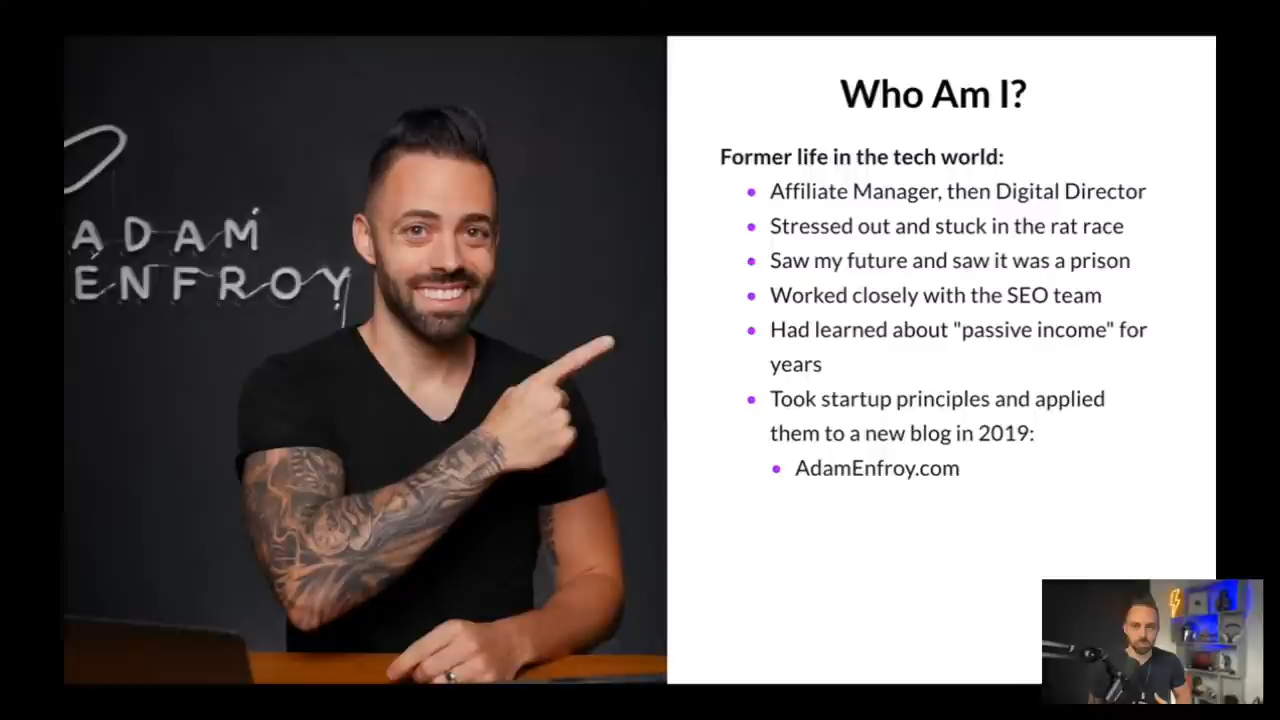 ADAM
ENFROY
Who Am I?
Former life in the tech world:
• Affiliate Manager, then Digital Director
• Stressed out and stuck in the rat race
• Saw my future and saw it was a prison
• Worked closely with the SEO team
• Had learned about "passive income" for
years
• Took startup principles and applied
them to a new blog in 2019:
• AdamEnfroy.com